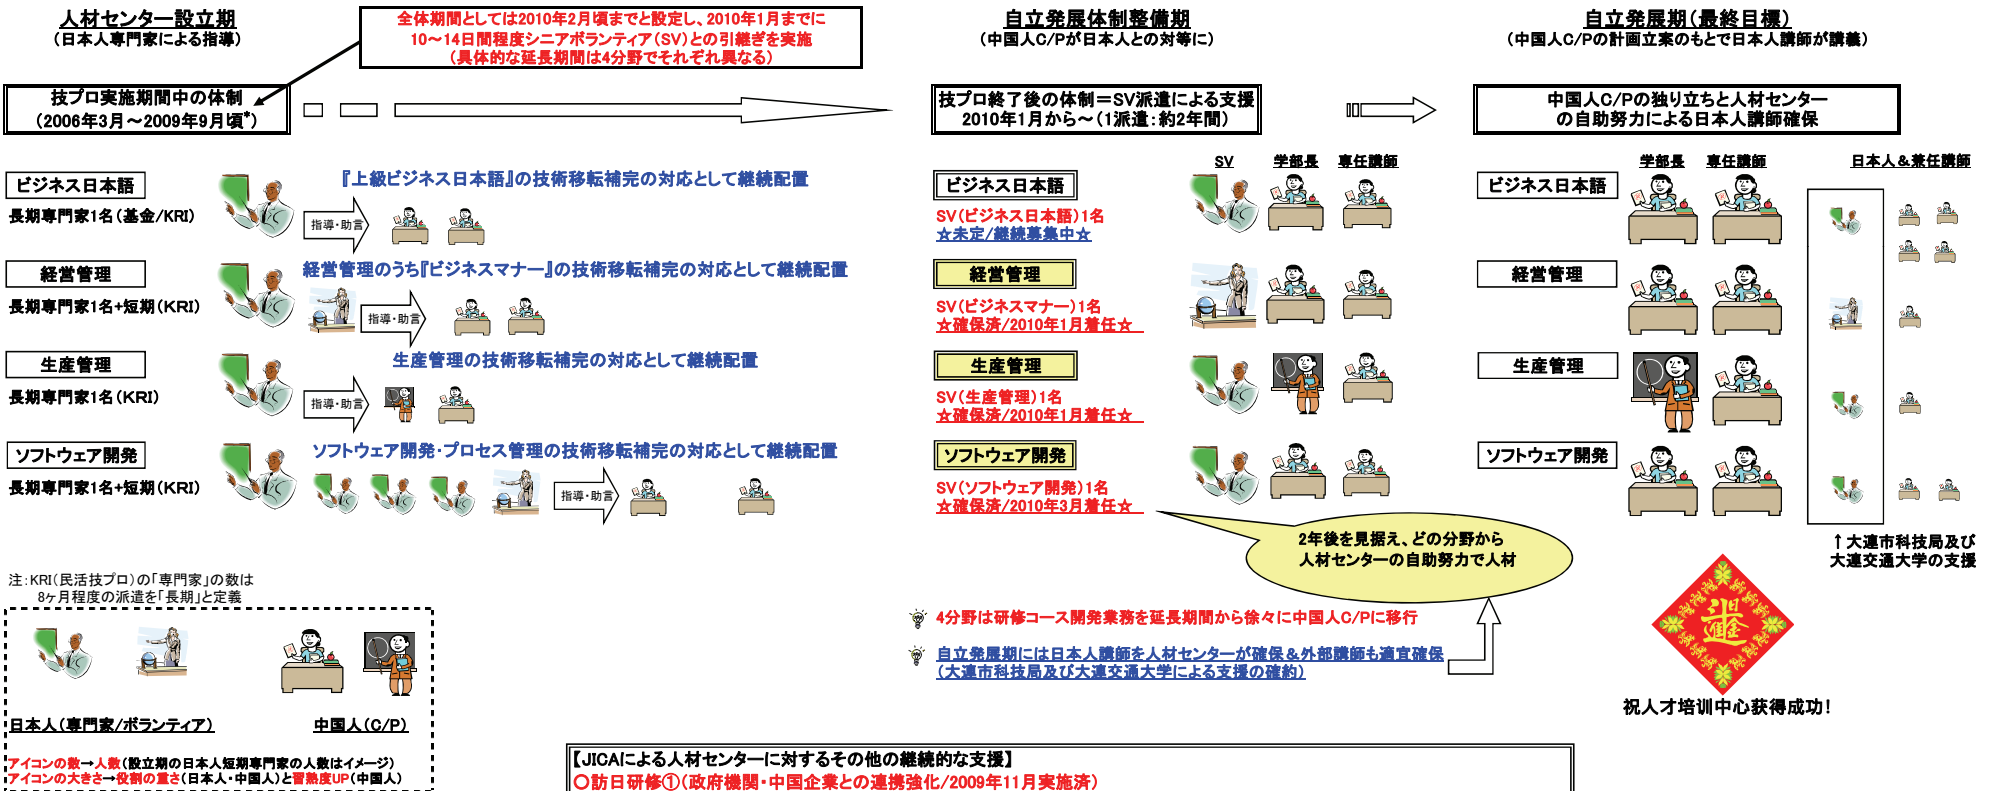 人材センター設立期
(日本人専門家による指導)
全体期間としては2010年2月頃までと設定し、2010年1月までに
10～14日間程度シニアボランティア(SV)との引継ぎを実施
(具体的な延長期間は4分野でそれぞれ異なる)
自立発展体制整備期
(中国人C/Pが日本人との対等に)
自立発展期(最終目標)
(中国人C/Pの計画立案のもとで日本人講師が講義)
技プロ実施期間中の体制
(2006年3月～2009年9月頃*)
技プロ終了後の体制＝SV派遣による支援
2010年1月から～(1派遣：約2年間)
中国人C/Pの独り立ちと人材センター
の自助努力による日本人講師確保
SV 学部長 専任講師
学部長 専任講師 日本人＆兼任講師
ビジネス日本語
長期専門家1名(基金/KRI)
『上級ビジネス日本語』の技術移転補完の対応として継続配置
指導・助言
経営管理
長期専門家1名+短期(KRI)
経営管理のうち『ビジネスマナー』の技術移転補完の対応として継続配置
指導・助言
生産管理
長期専門家1名(KRI)
生産管理の技術移転補完の対応として継続配置
指導・助言
ソフトウェア開発
長期専門家1名+短期(KRI)
ソフトウェア開発・プロセス管理の技術移転補完の対応として継続配置
指導・助言
ビジネス日本語
SV(ビジネス日本語)1名
☆未定/継続募集中☆
経営管理
SV(ビジネスマナー)1名
☆確保済/2010年1月着任☆
生産管理
SV(生産管理)1名
☆確保済/2010年1月着任☆
ソフトウェア開発
SV(ソフトウェア開発)1名
☆確保済/2010年3月着任☆
ビジネス日本語
経営管理
生産管理
ソフトウェア開発
2年後を見据え、どの分野から
人材センターの自助努力で人材
↑大連市科技局及び
大連交通大学の支援
注：KRI(民活技プロ)の「専門家」の数は
8ヶ月程度の派遣を「長期」と定義
4分野は研修コース開発業務を延長期間から徐々に中国人C/Pに移行
自立発展期には日本人講師を人材センターが確保＆外部講師も適宜確保
(大連市科技局及び大連交通大学による支援の確約)
祝人才培训中心获得成功！
日本人(専門家/ボランティア) 中国人(C/P)
アイコンの数→人数(設立期の日本人短期専門家の人数はイメージ)
アイコンの大きさ→役割の重さ(日本人・中国人)と習熟度UP(中国人)
【JICAによる人材センターに対するその他の継続的な支援】
〇訪日研修①(政府機関・中国企業との連携強化/2009年11月実施済)